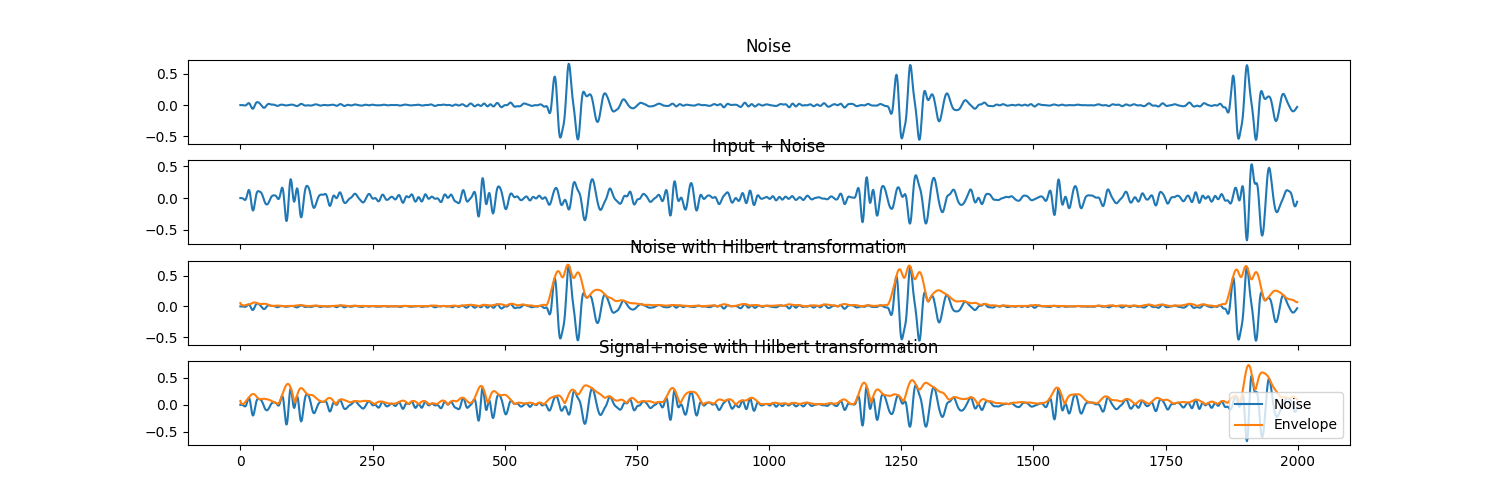 Noise
0.5
0.0
−0.5
Input + Noise
0.5
0.0
−0.5
Noise with Hilbert transformation
0.5
0.0
−0.5
Signal+noise with Hilbert transformation
0.5
0.0
−0.5
Noise
Envelope
0 250 500 750 1000 1250 1500 1750 2000